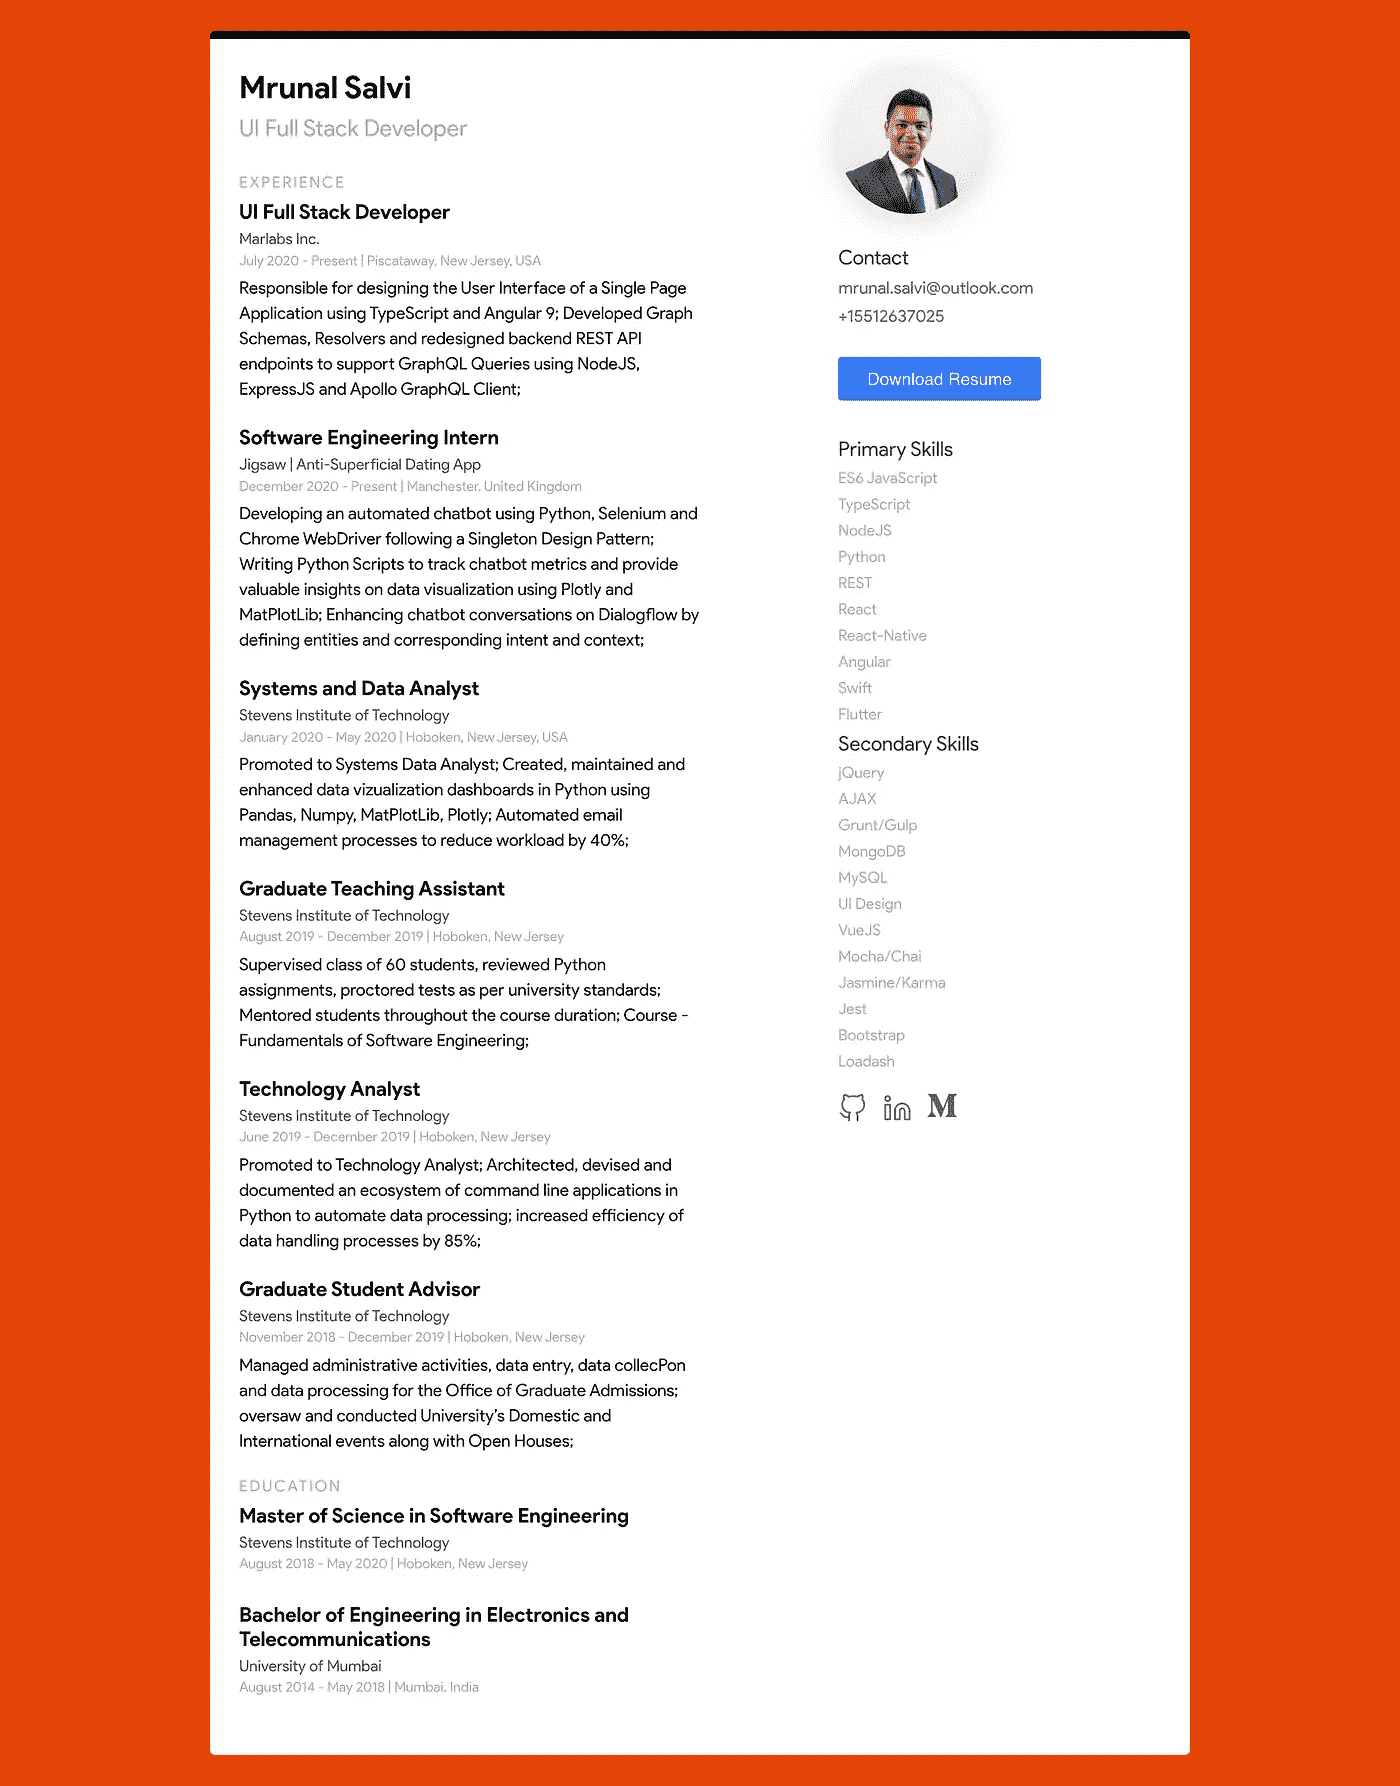 Mrunal Salvi
UI Full Stack Developer
EXPERIENCE
UI Full Stack Developer
Marlabs Inc.
July 2020 - Present | Piscataway, New Jersey, USA
Responsible for designing the User Interface of a Single Page
Application using TypeScript and Angular 9; Developed Graph
Schemas, Resolvers and redesigned backend REST API
endpoints to support GraphQL Queries using NodeJS,
ExpressJS and Apollo GraphQL Client;
Software Engineering Intern
Jigsaw | Anti-Superficial Dating App
December 2020 - Present | Manchester, United Kingdom
Developing an automated chatbot using Python, Selenium and
Chrome WebDriver following a Singleton Design Pattern;
Writing Python Scripts to track chatbot metrics and provide
valuable insights on data visualization using Plotly and
MatPlotLib; Enhancing chatbot conversations on Dialogflow by
defining entities and corresponding intent and context;
Systems and Data Analyst
Stevens Institute of Technology
January 2020 - May 2020 | Hoboken, New Jersey, USA
Promoted to Systems Data Analyst; Created, maintained and
enhanced data vizualization dashboards in Python using
Pandas, Numpy, MatPlotLib, Plotly; Automated email
management processes to reduce workload by 40%;
Graduate Teaching Assistant
Stevens Institute of Technology
August 2019 - December 2019 | Hoboken, New Jersey
Supervised class of 60 students, reviewed Python
assignments, proctored tests as per university standards;
Mentored students throughout the course duration; Course -
Fundamentals of Software Engineering;
Technology Analyst
Stevens Institute of Technology
June 2019 - December 2019 | Hoboken, New Jersey
Promoted to Technology Analyst; Architected, devised and
documented an ecosystem of command line applications in
Python to automate data processing; increased efficiency of
data handling processes by 85%;
Graduate Student Advisor
Stevens Institute of Technology
November 2018 - December 2019 | Hoboken, New Jersey
Managed administrative activities, data entry, data collecPon
and data processing for the Office of Graduate Admissions;
oversaw and conducted University's Domestic and
International events along with Open Houses;
EDUCATION
Master of Science in Software Engineering
Stevens Institute of Technology
August 2018 - May 2020 | Hoboken, New Jersey
Bachelor of Engineering in Electronics and
Telecommunications
University of Mumbai
August 2014 - May 2018 | Mumbai, India
Contact
mrunal.salvi@outlook.com
+15512637025
Download Resume
Primary Skills
ES6 JavaScript
TypeScript
NodeJS
Python
REST
React
React-Native
Angular
Swift
Flutter
Secondary Skills
jQuery
AJAX
Grunt/Gulp
MongoDB
MySQL
UI Design
VueJS
Mocha/Chai
Jasmine/Karma
Jest
Bootstrap
Loadash
in M